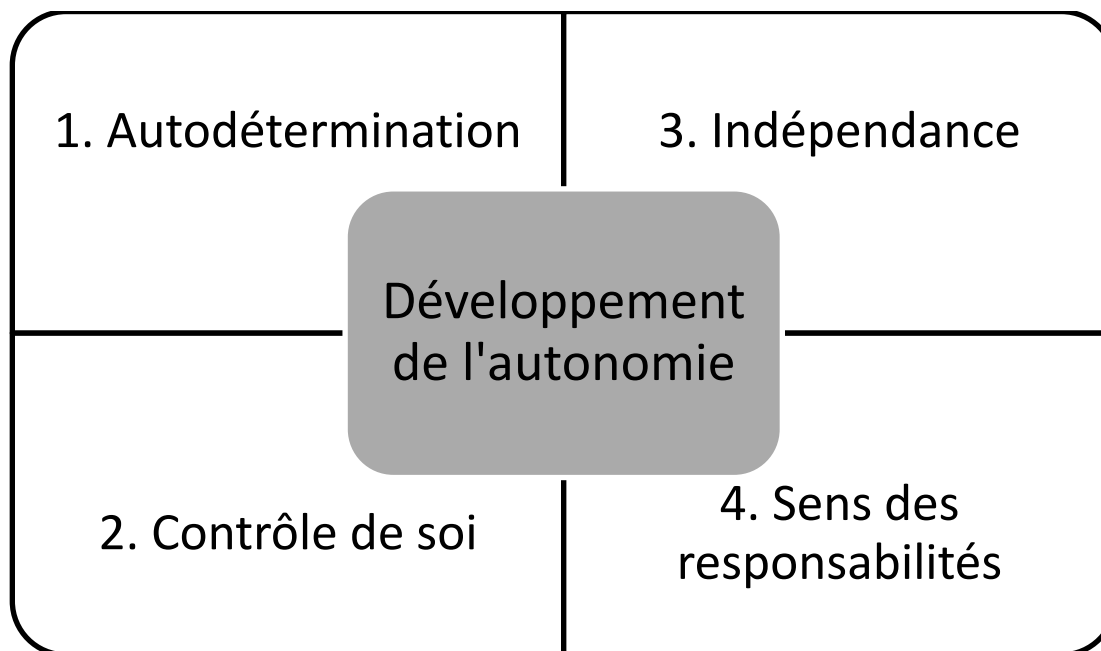 1. Autodétermination
3. Indépendance
Développement
de l'autonomie
2. Contrôle de soi
4. Sens des
responsabilités